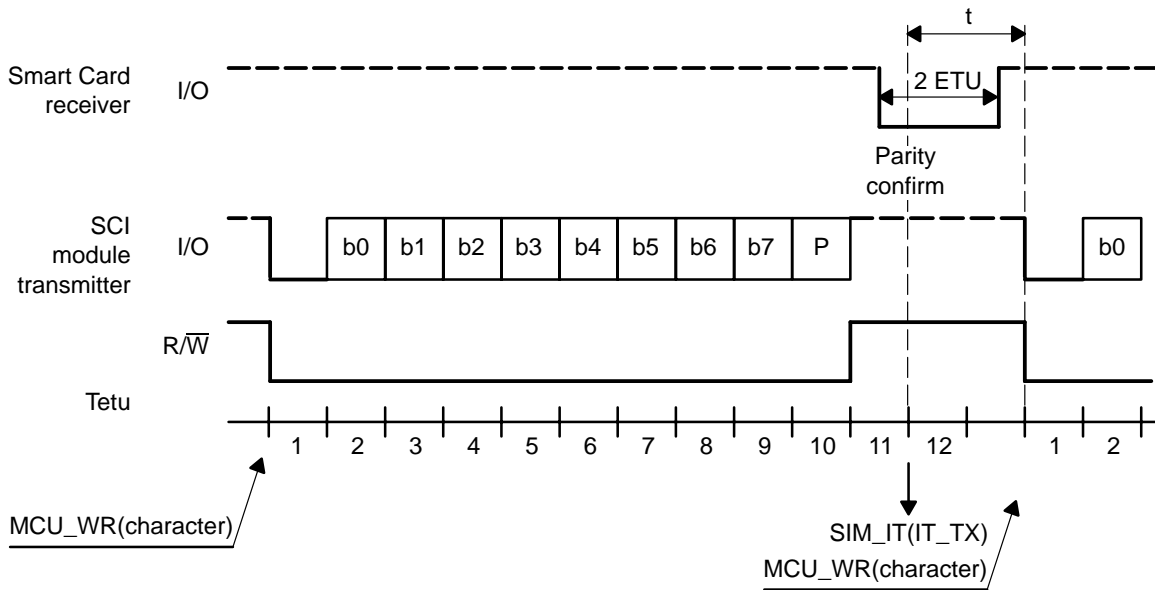 t
Smart Card
receiver
I/O
2 ETU
Parity
confirm
SCI
module
transmitter
I/O
b0 b1 b2 b3 b4 b5 b6 b7 P b0
R/W̅
Tetu
1 2 3 4 5 6 7 8 9 10 11 12 1 2
MCU_WR(character)
SIM_IT(IT_TX)
MCU_WR(character)